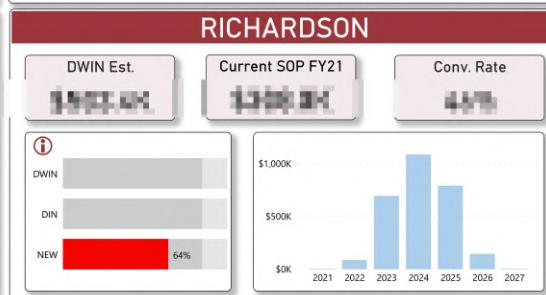 RICHARDSON
DWIN Est.
Current SOP FY21
Conv. Rate
DWIN
DIN
NEW
64%
$1,000K
$500K
$0K
2021 2022 2023 2024 2025 2026 2027